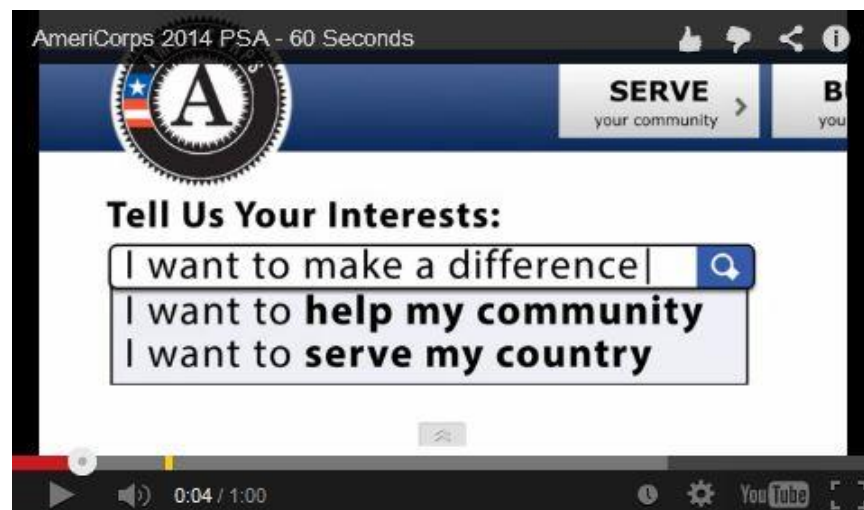 AmeriCorps 2014 PSA - 60 Seconds
A
SERVE
your community
Tell Us Your Interests:
I want to make a difference
I want to help my community
I want to serve my country
0:04 / 1:00
YouTube